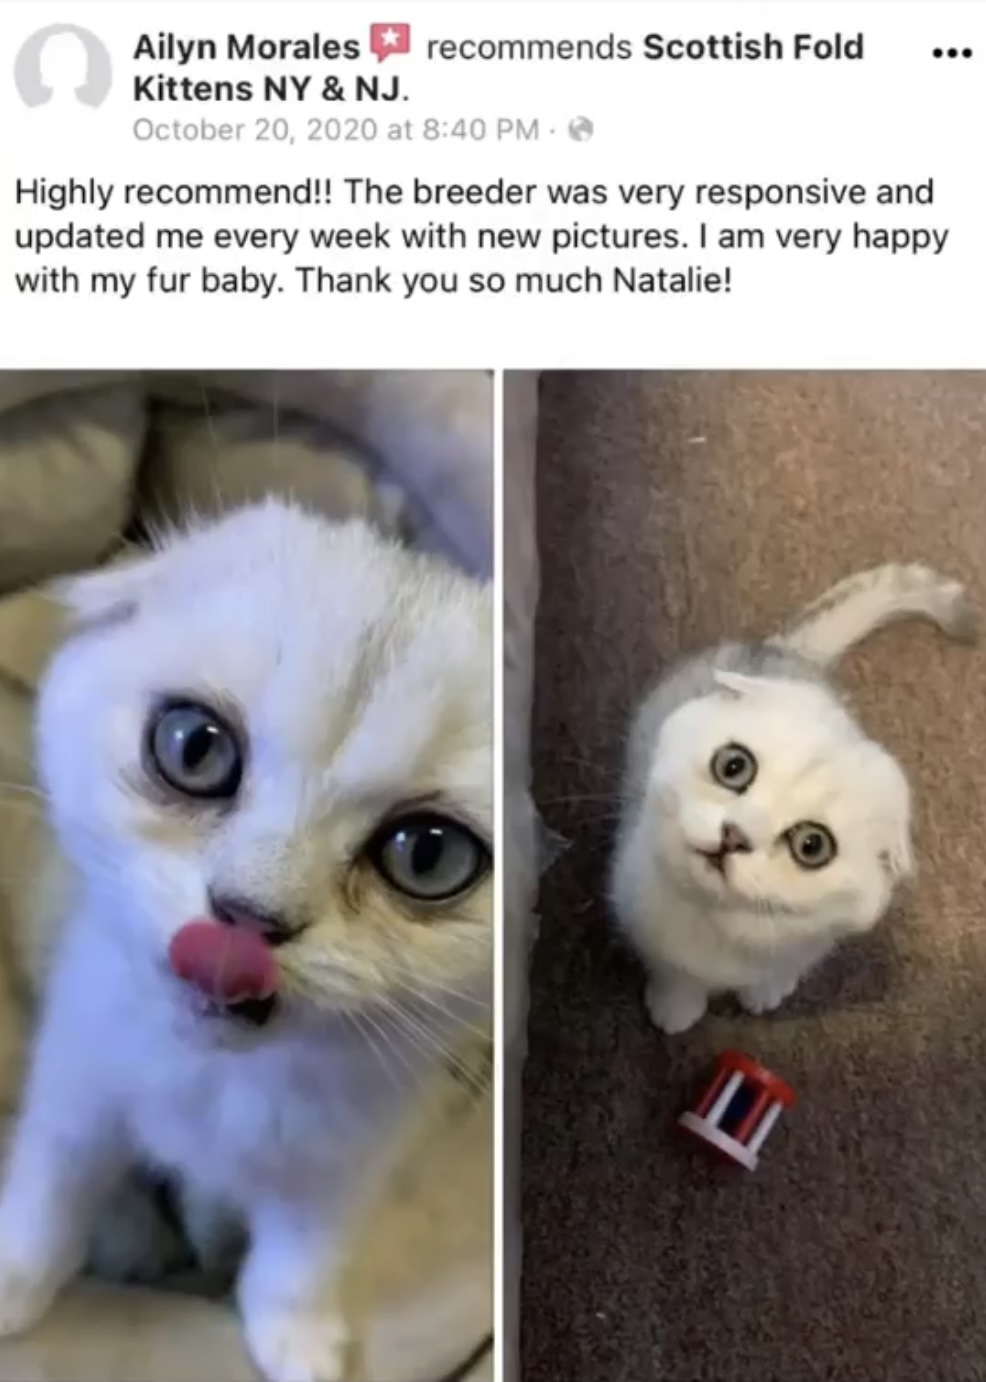 Ailyn Morales recommends Scottish Fold
Kittens NY & NJ.
October 20, 2020 at 8:40 PM ·
Highly recommend!! The breeder was very responsive and
updated me every week with new pictures. I am very happy
with my fur baby. Thank you so much Natalie!